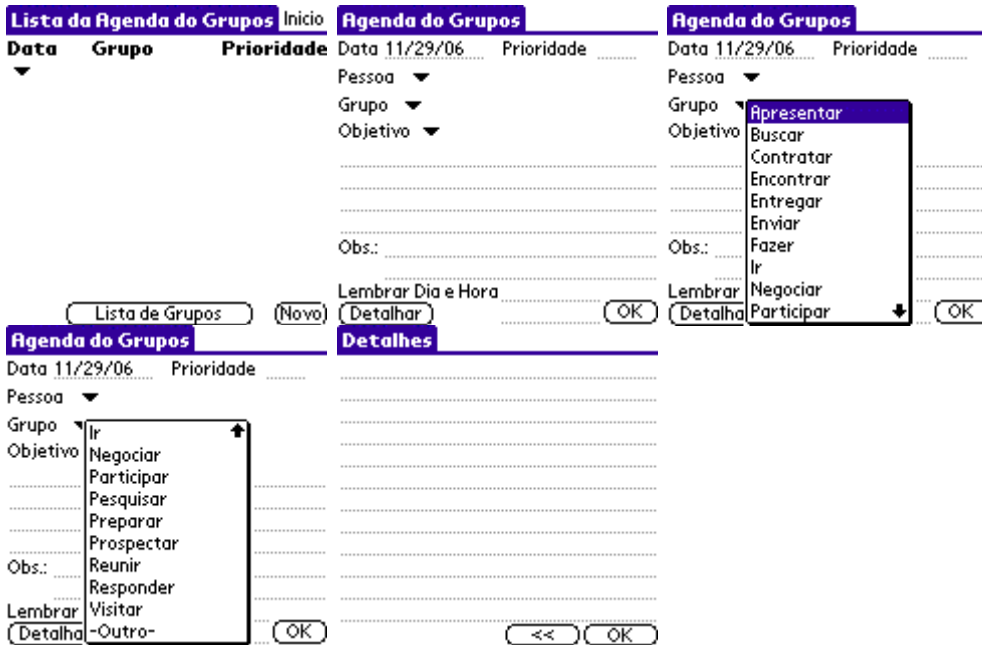 Lista da Agenda do Grupos Inicio
Data Grupo Prioridade
Lista de Grupos Novo
Agenda do Grupos
Data 11/29/06 Prioridade
Pessoa
Grupo
Objetivo
Obs.:
Lembrar Dia e Hora
Detalhar OK
Agenda do Grupos
Data 11/29/06 Prioridade
Pessoa
Grupo
Objetivo
Obs.:
Lembrar
Detalha
Apresentar
Buscar
Contratar
Encontrar
Entregar
Enviar
Fazer
Ir
Negociar
Participar
OK
Agenda do Grupos
Data 11/29/06 Prioridade
Pessoa
Grupo
Objetivo
Obs.:
Lembrar
Detalha
Ir
Negociar
Participar
Pesquisar
Preparar
Prospectar
Reunir
Responder
Visitar
-Outro-
OK
Detalhes
<< OK